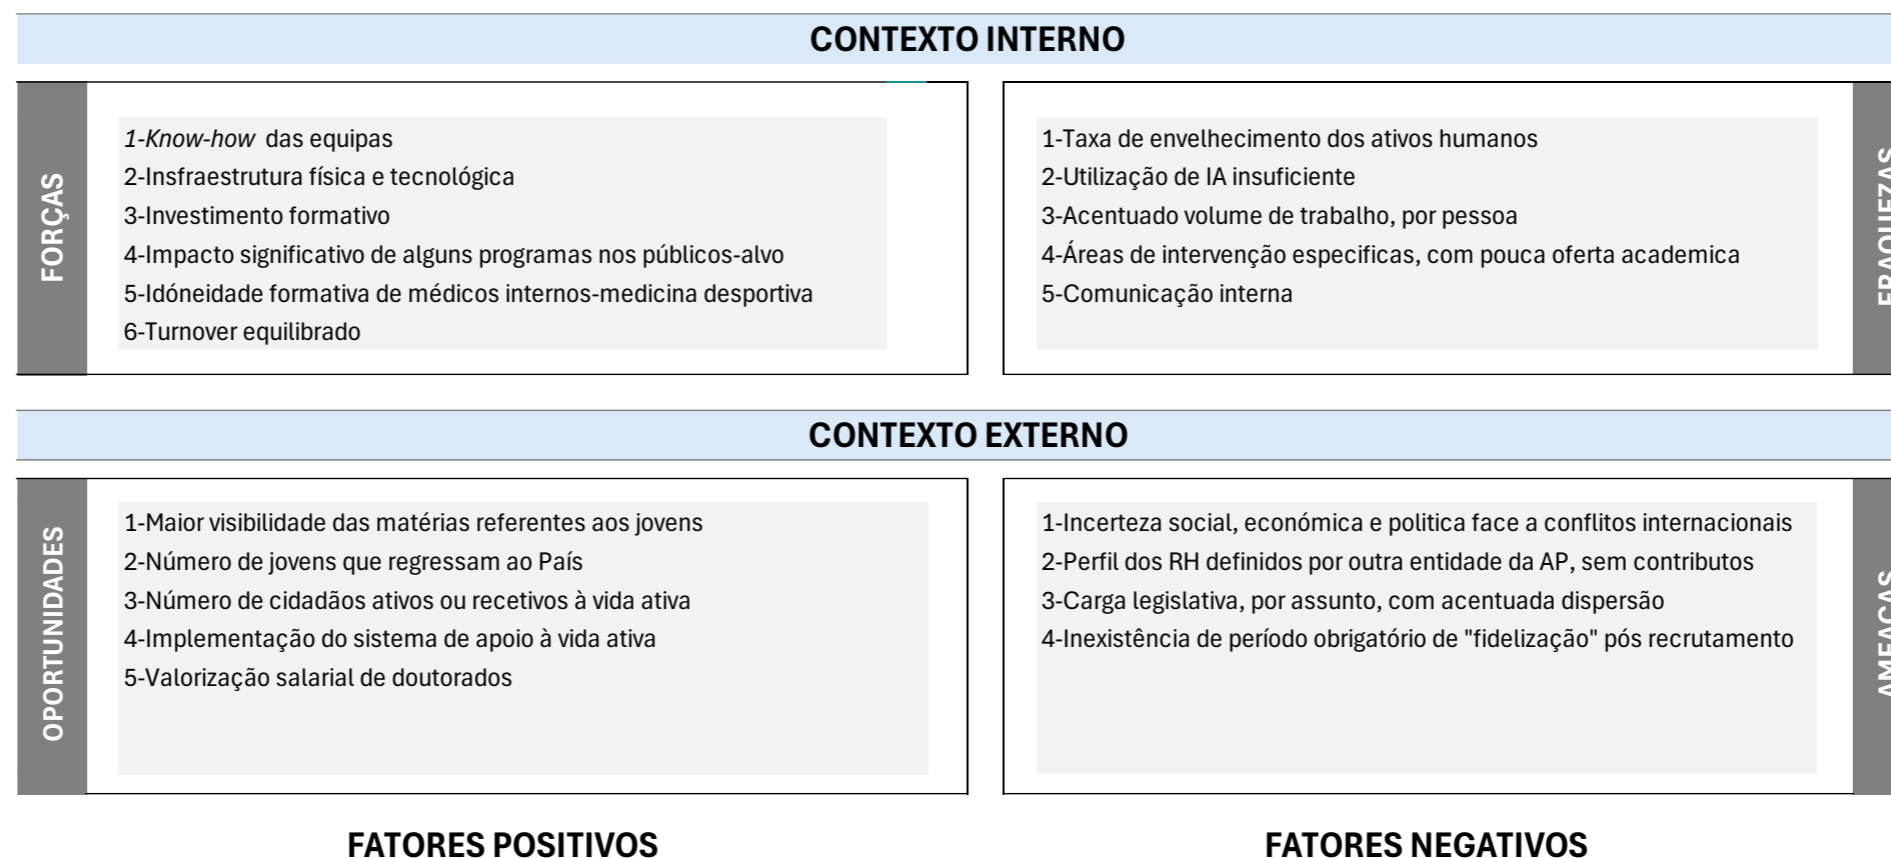 CONTEXTO INTERNO
FORÇAS
1-Know-how das equipas
2-Insfraestrutura física e tecnológica
3-Investimento formativo
4-Impacto significativo de alguns programas nos públicos-alvo
5-Idóneidade formativa de médicos internos-medicina desportiva
6-Turnover equilibrado
1-Taxa de envelhecimento dos ativos humanos
2-Utilização de IA insuficiente
3-Acentuado volume de trabalho, por pessoa
4-Áreas de intervenção especificas, com pouca oferta academica
5-Comunicação interna
FRAQUEZAS
CONTEXTO EXTERNO
OPORTUNIDADES
1-Maior visibilidade das matérias referentes aos jovens
2-Número de jovens que regressam ao País
3-Número de cidadãos ativos ou recetivos à vida ativa
4-Implementação do sistema de apoio à vida ativa
5-Valorização salarial de doutorados
1-Incerteza social, económica e politica face a conflitos internacionais
2-Perfil dos RH definidos por outra entidade da AP, sem contributos
3-Carga legislativa, por assunto, com acentuada dispersão
4-Inexistência de período obrigatório de "fidelização" pós recrutamento
AMEAÇAS
FATORES POSITIVOS
FATORES NEGATIVOS